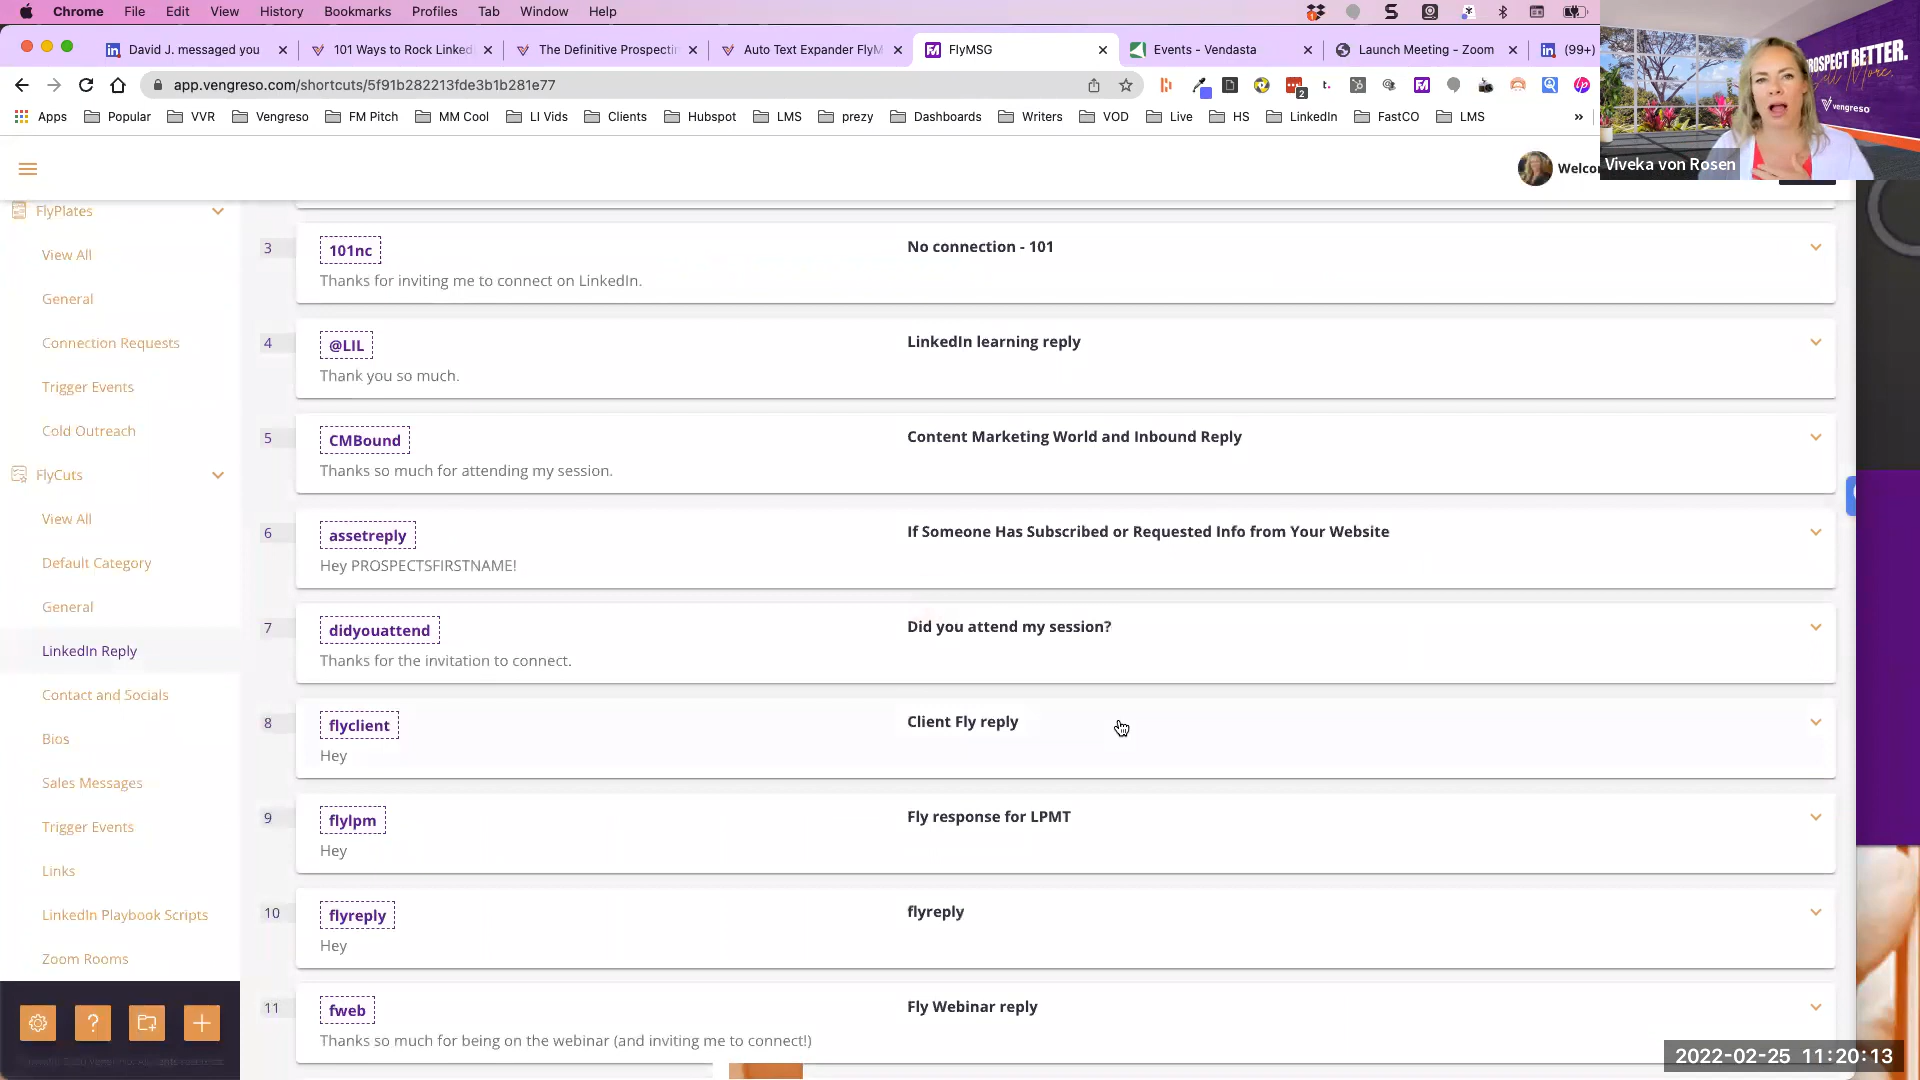 Chrome File Edit View History Bookmarks Profiles Tab Window Help
David J. messaged you
101 Ways to Rock Linked
The Definitive Prospectin
Auto Text Expander FlyM
FlyMSG
Events - Vendasta
Launch Meeting - Zoom
(99+)
app.vengreso.com/shortcuts/5f91b282213fde3b1b281e77
2
Apps Popular VVR Vengreso FM Pitch MM Cool LI Vids Clients Hubspot LMS prezy Dashboards Writers VOD Live HS LinkedIn FastCO LMS »
ROSPECT BETTER.
Sell More.
vengreso
Viveka von Rosen
Welco
FlyPlates
View All
General
Connection Requests
Trigger Events
Cold Outreach
FlyCuts
View All
Default Category
General
LinkedIn Reply
Contact and Socials
Bios
Sales Messages
Trigger Events
Links
LinkedIn Playbook Scripts
Zoom Rooms
3 101nc No connection - 101
Thanks for inviting me to connect on LinkedIn.
4 @LIL LinkedIn learning reply
Thank you so much.
5 CMBound Content Marketing World and Inbound Reply
Thanks so much for attending my session.
6 assetreply If Someone Has Subscribed or Requested Info from Your Website
Hey PROSPECTSFIRSTNAME!
7 didyouattend Did you attend my session?
Thanks for the invitation to connect.
8 flyclient Client Fly reply
Hey
9 flylpm Fly response for LPMT
Hey
10 flyreply flyreply
Hey
11 fweb Fly Webinar reply
Thanks so much for being on the webinar (and inviting me to connect!)
2022-02-25 11:20:13